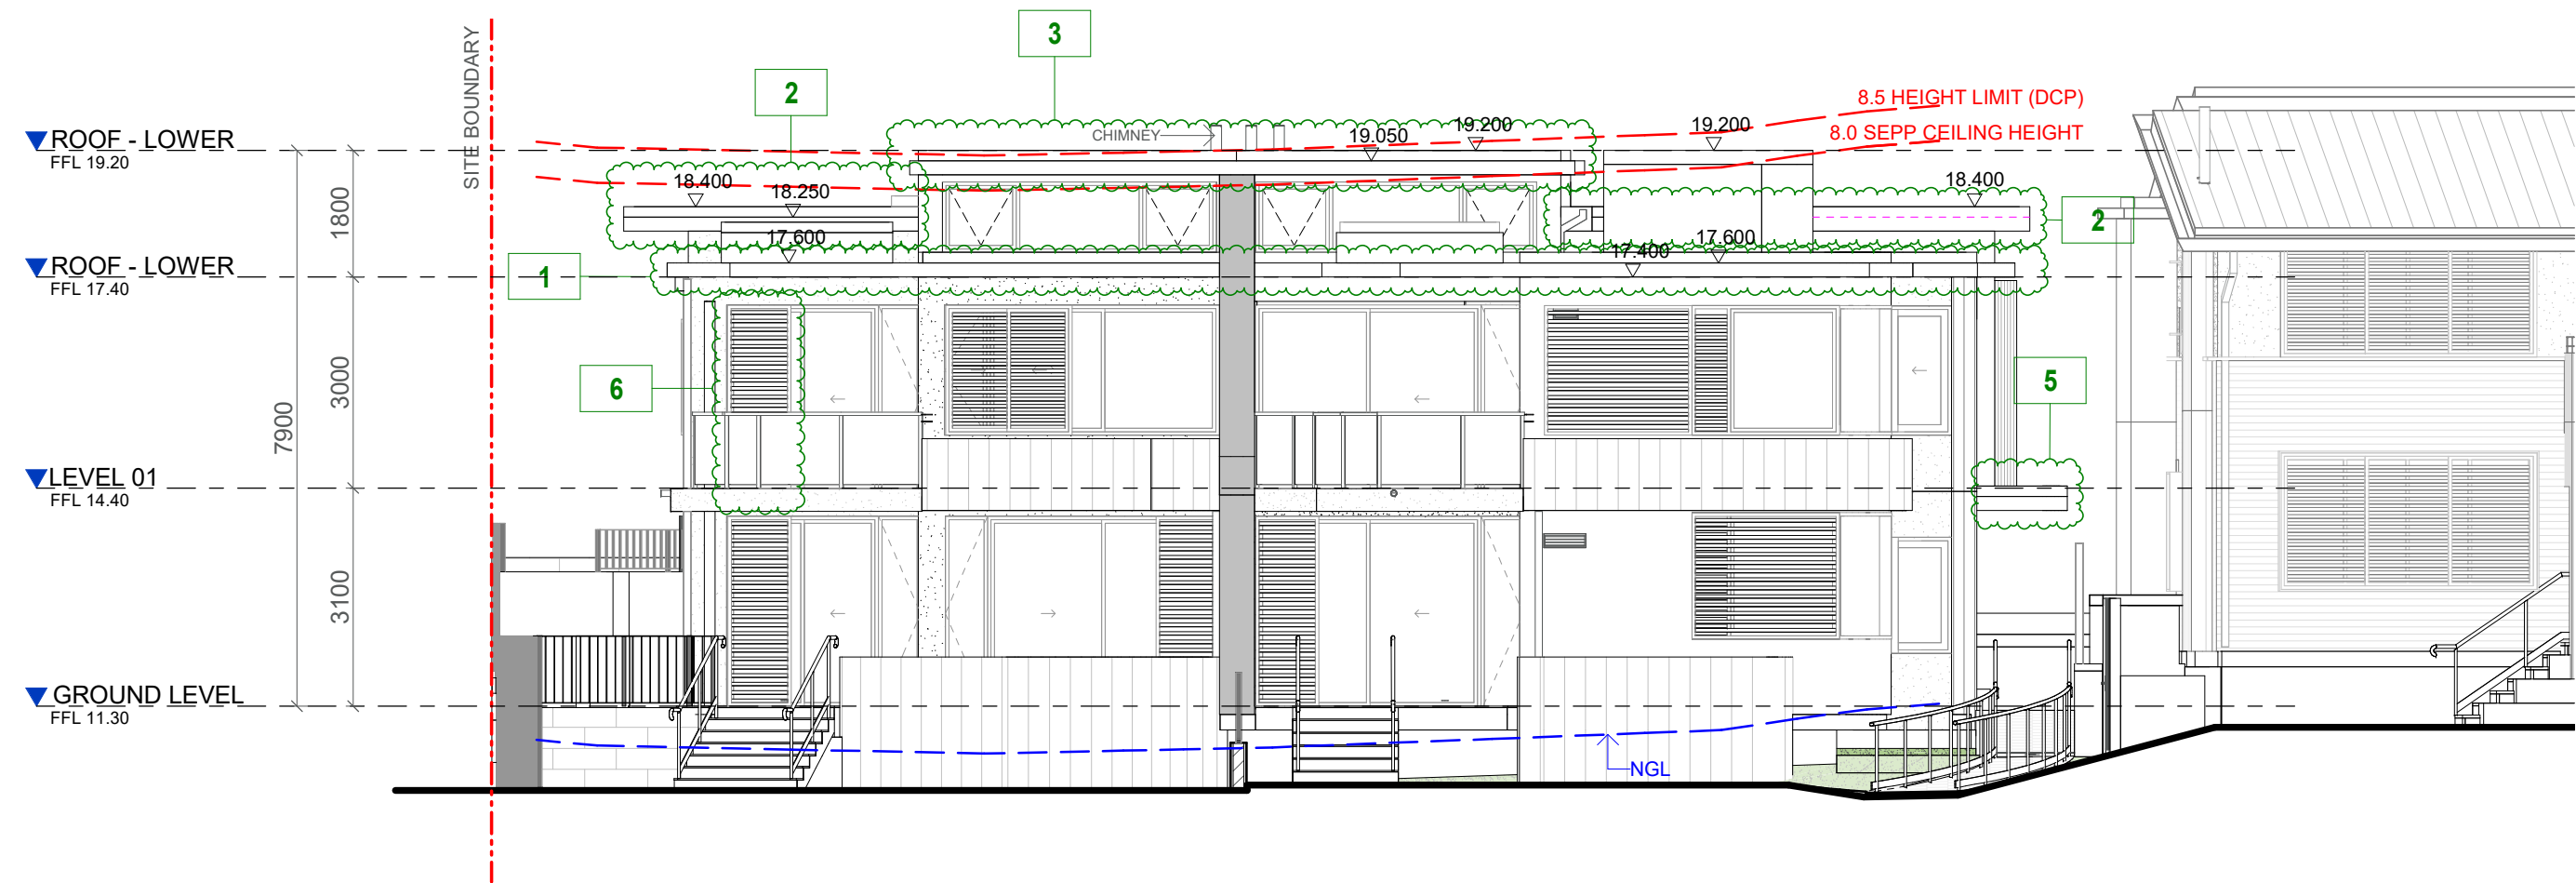 3
SITE BOUNDARY
2
8.5 HEIGHT LIMIT (DCP)
CHIMNEY
19.050
19.200
19.200
8.0 SEPP CEILING HEIGHT
ROOF - LOWER
FFL 19.20
18.400
18.250
18.400
1800
2
17.600
17.400
17.600
ROOF - LOWER
FFL 17.40
1
6
5
3000
7900
LEVEL 01
FFL 14.40
3100
GROUND LEVEL
FFL 11.30
NGL